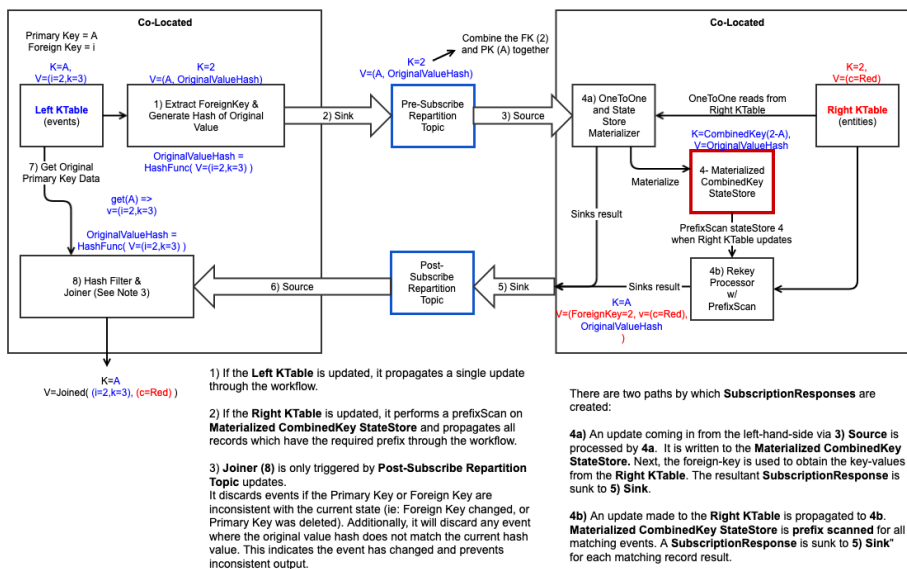 Co-Located
Primary Key = A
Foreign Key = i
K=A,
V=(i=2,k=3)
Left KTable
(events)
K=2
V=(A, OriginalValueHash)
1) Extract ForeignKey &
Generate Hash of Original
Value
OriginalValueHash =
HashFunc( V=(i=2,k=3) )
2) Sink
Combine the FK (2)
and PK (A) together
K=2
V=(A, OriginalValueHash)
Pre-Subscribe
Repartition
Topic
3) Source
Co-Located
4a) OneToOne
and State
Store
Materializer
OneToOne reads from
Right KTable
K=2,
V=(c=Red)
Right KTable
(entities)
K=CombinedKey(2-A),
V=OriginalValueHash
Materialize
4- Materialized
CombinedKey
StateStore
PrefixScan stateStore 4
when Right KTable updates
4b) Rekey
Processor
w/
PrefixScan
Sinks result
Sinks result
K=A
V=(ForeignKey=2, v=(c=Red),
OriginalValueHash
)
5) Sink
Post-
Subscribe
Repartition
Topic
6) Source
7) Get Original
Primary Key Data
get(A) =>
v=(i=2,k=3)
OriginalValueHash =
HashFunc( V=(i=2,k=3) )
8) Hash Filter &
Joiner (See Note 3)
K=A
V=Joined( (i=2,k=3), (c=Red) )
1) If the Left KTable is updated, it propagates a single update
through the workflow.
2) If the Right KTable is updated, it performs a prefixScan on
Materialized CombinedKey StateStore and propagates all
records which have the required prefix through the workflow.
3) Joiner (8) is only triggered by Post-Subscribe Repartition
Topic updates.
It discards events if the Primary Key or Foreign Key are
inconsistent with the current state (ie: Foreign Key changed, or
Primary Key was deleted). Additionally, it will discard any event
where the original value hash does not match the current hash
value. This indicates the event has changed and prevents
inconsistent output.
There are two paths by which SubscriptionResponses are
created:
4a) An update coming in from the left-hand-side via 3) Source is
processed by 4a. It is written to the Materialized CombinedKey
StateStore. Next, the foreign-key is used to obtain the key-values
from the Right KTable. The resultant SubscriptionResponse is
sunk to 5) Sink.
4b) An update made to the Right KTable is propagated to 4b.
Materialized CombinedKey StateStore is prefix scanned for all
matching events. A SubscriptionResponse is sunk to 5) Sink"
for each matching record result.